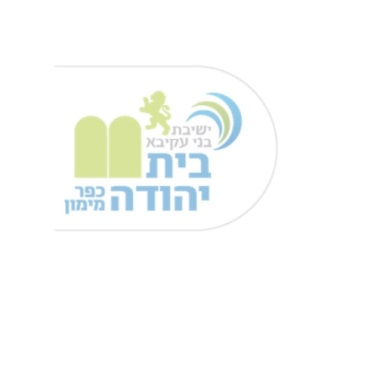 ישיבת
בני עקיבא
בית
יהודה
כפר
מימון